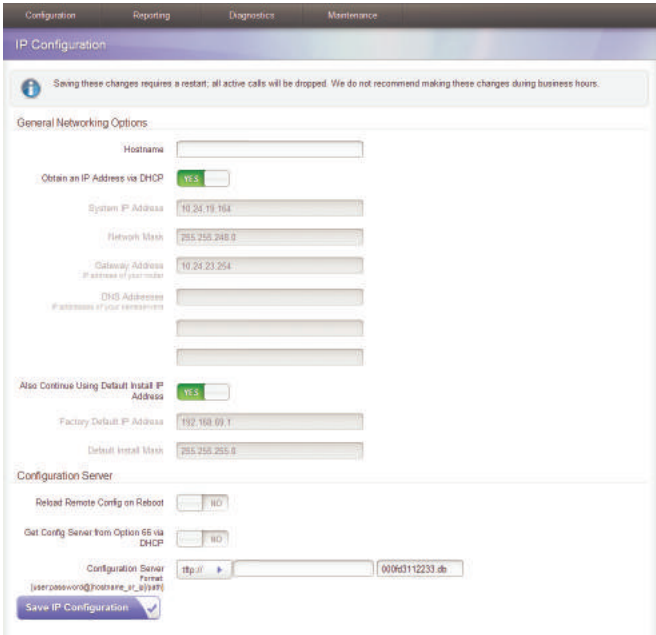 Configuration Reporting Diagnostics Maintenance
IP Configuration
Saving these changes requires a restart; all active calls will be dropped. We do not recommend making these changes during business hours.
General Networking Options
Hostname
Obtain an IP Address via DHCP YES
System IP Address 10.24.19.164
Network Mask 255.255.248.0
Gateway Address 10.24.23.254
IP address of your router
DNS Addresses
IP addresses of your nameservers
Also Continue Using Default Install IP
Address YES
Factory Default IP Address 192.168.69.1
Default Install Mask 255.255.255.0
Configuration Server
Reload Remote Config on Reboot NO
Get Config Server from Option 66 via
DHCP NO
Configuration Server tftp:// 000fd3112233.db
Format:
[user:password@]hostname_or_ip[/path]
Save IP Configuration